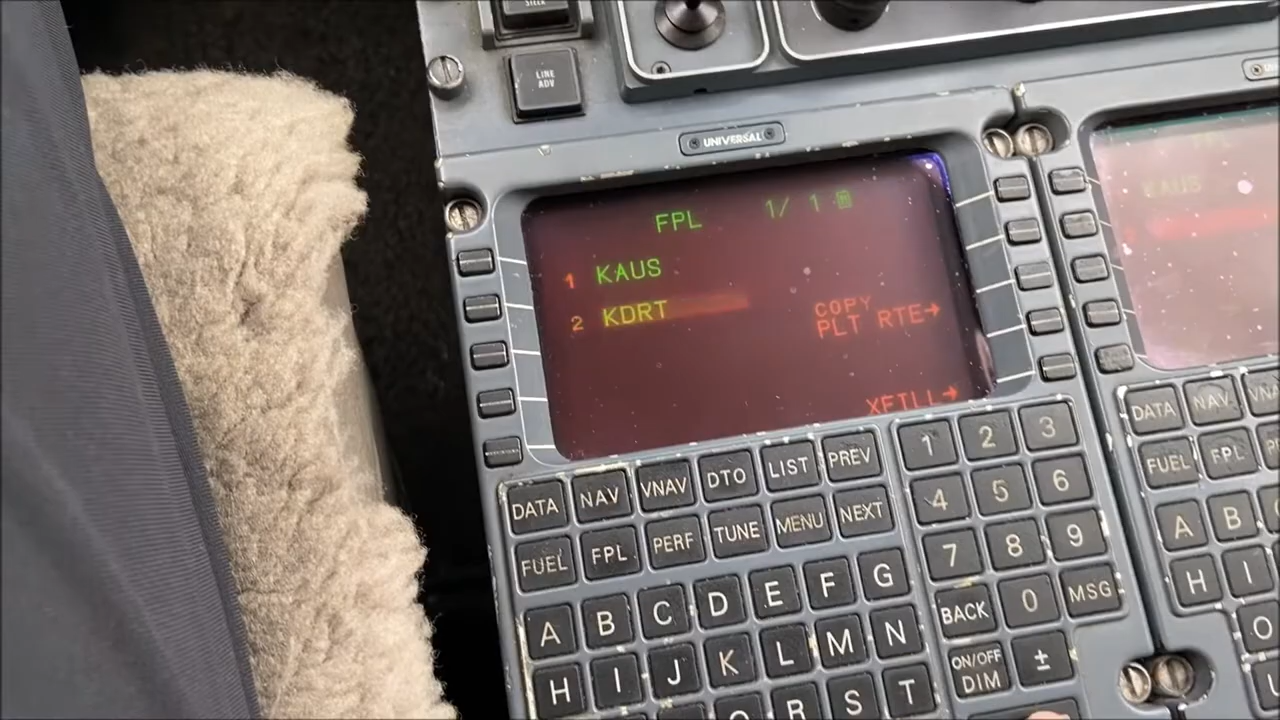 LINE
ADV
UNIVERSAL
FPL 1/ 1
1 KAUS
2 KDRT
COPY
PLT RTE→
XFILL→
KAUS
DATA NAV VNAV DTO LIST PREV
FUEL FPL PERF TUNE MENU NEXT
A B C D E F G
H I J K L M N
R S T
1 2 3
4 5 6
7 8 9
BACK 0 MSG
ON/OFF
DIM ±
DATA NAV
FUEL FPL
A B
H I
O